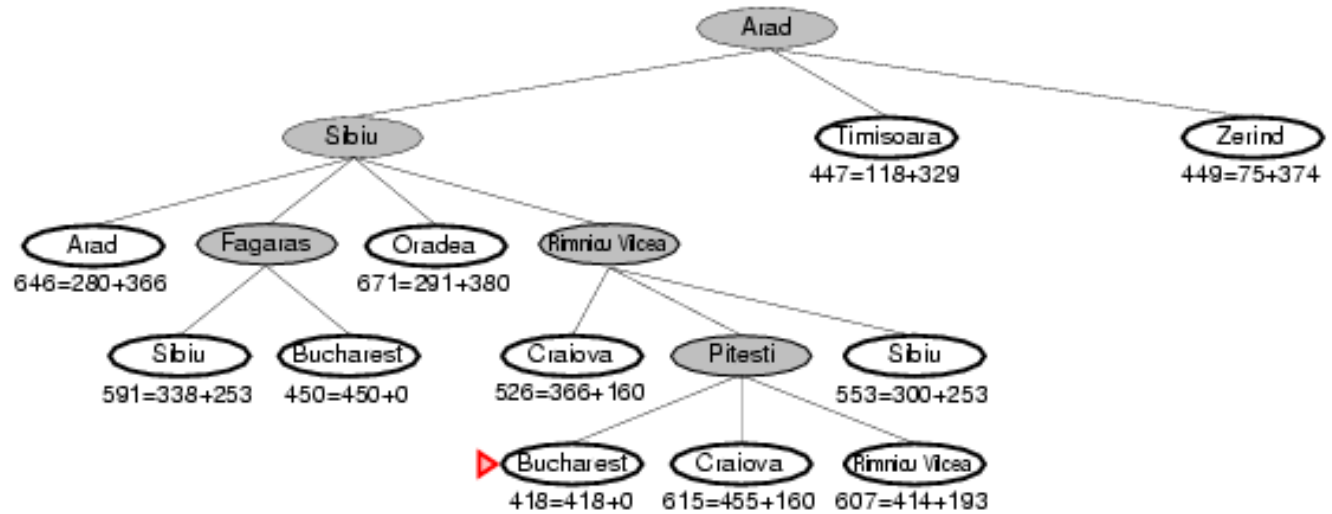 Arad
Sibiu
Timisoara
Zerind
447=118+329
449=75+374
Arad
Fagaras
Oradea
Rimnicu Vilcea
646=280+366
671=291+380
Sibiu
Bucharest
Craiova
Pitesti
Sibiu
591=338+253
450=450+0
526=366+160
553=300+253
Bucharest
Craiova
Rimnicu Vilcea
418=418+0
615=455+160
607=414+193